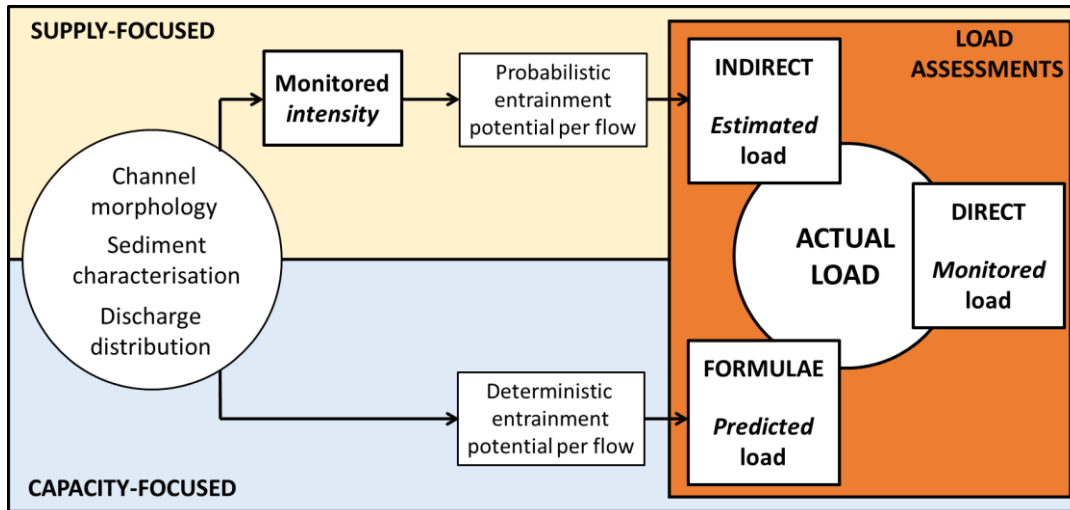 SUPPLY-FOCUSED
Monitored
intensity
Probabilistic
entrainment
potential per flow
Channel
morphology
Sediment
characterisation
Discharge
distribution
Deterministic
entrainment
potential per flow
CAPACITY-FOCUSED
LOAD
ASSESSMENTS
INDIRECT
Estimated
load
ACTUAL
LOAD
DIRECT
Monitored
load
FORMULAE
Predicted
load